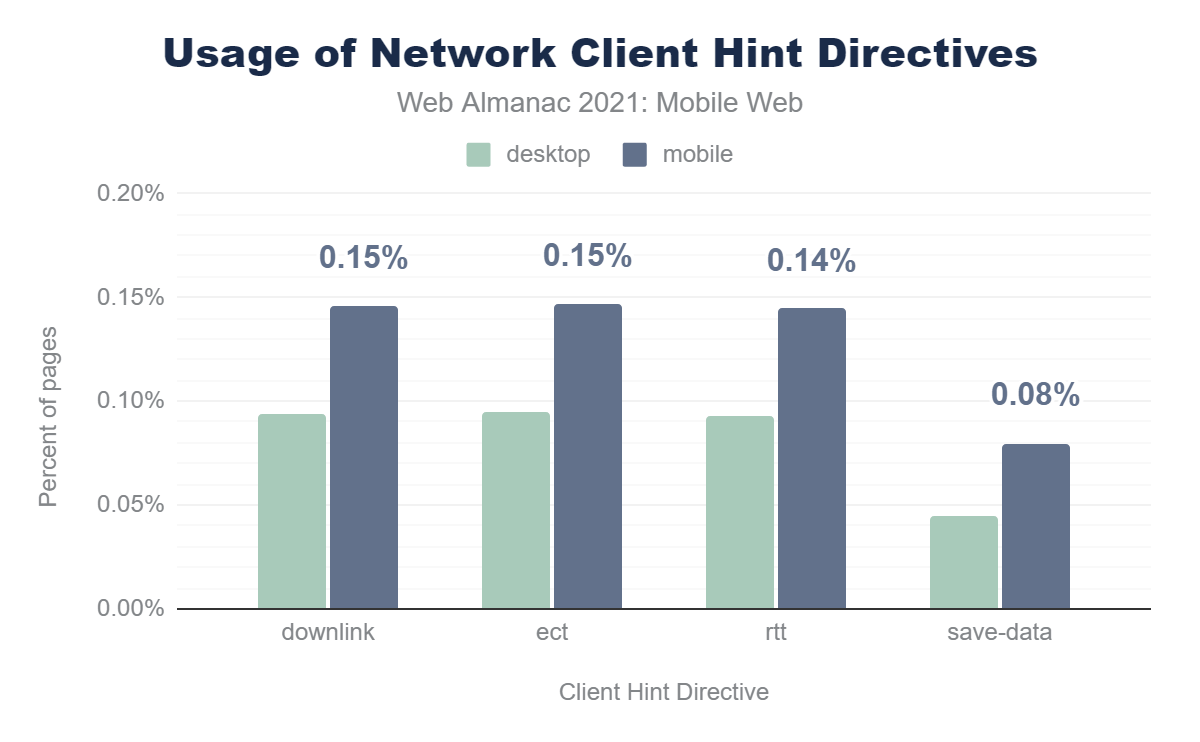 Usage of Network Client Hint Directives
Web Almanac 2021: Mobile Web
desktop
mobile
Percent of pages
0.20%
0.15%
0.10%
0.05%
0.00%
0.15%
0.15%
0.14%
0.08%
downlink
ect
rtt
save-data
Client Hint Directive